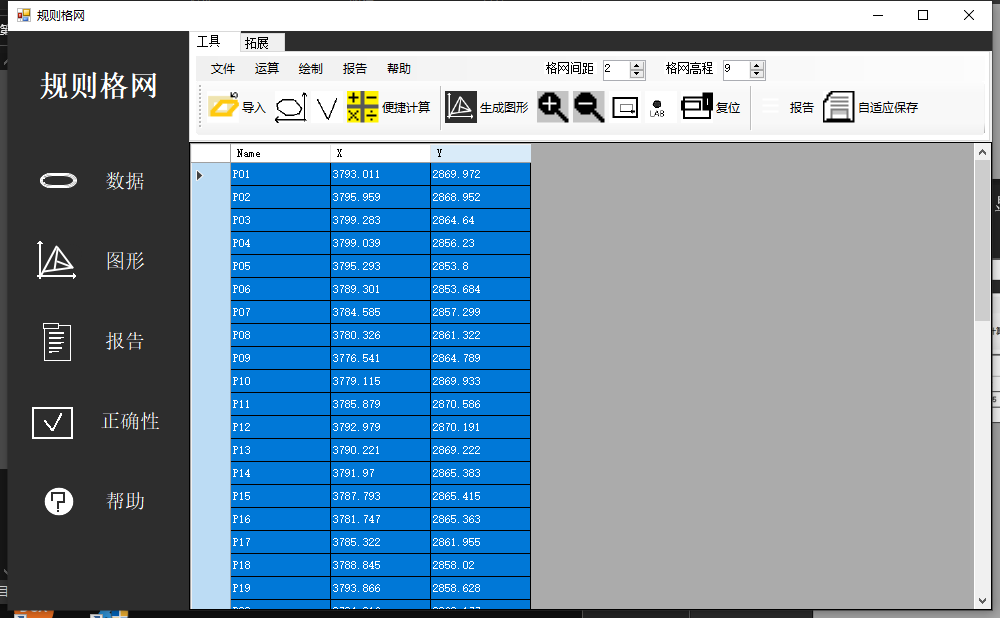 规则格网
规则格网
数据
图形
报告
正确性
帮助
工具 拓展
文件 运算 绘制 报告 帮助 格网间距 2 格网高程 9
导入 便捷计算 生成图形 LAB 复位 报告 自适应保存
Name X Y
P01 3793.011 2869.972
P02 3795.959 2868.952
P03 3799.283 2864.64
P04 3799.039 2856.23
P05 3795.293 2853.8
P06 3789.301 2853.684
P07 3784.585 2857.299
P08 3780.326 2861.322
P09 3776.541 2864.789
P10 3779.115 2869.933
P11 3785.879 2870.586
P12 3792.979 2870.191
P13 3790.221 2869.222
P14 3791.97 2865.383
P15 3787.793 2865.415
P16 3781.747 2865.363
P17 3785.322 2861.955
P18 3788.845 2858.02
P19 3793.866 2858.628